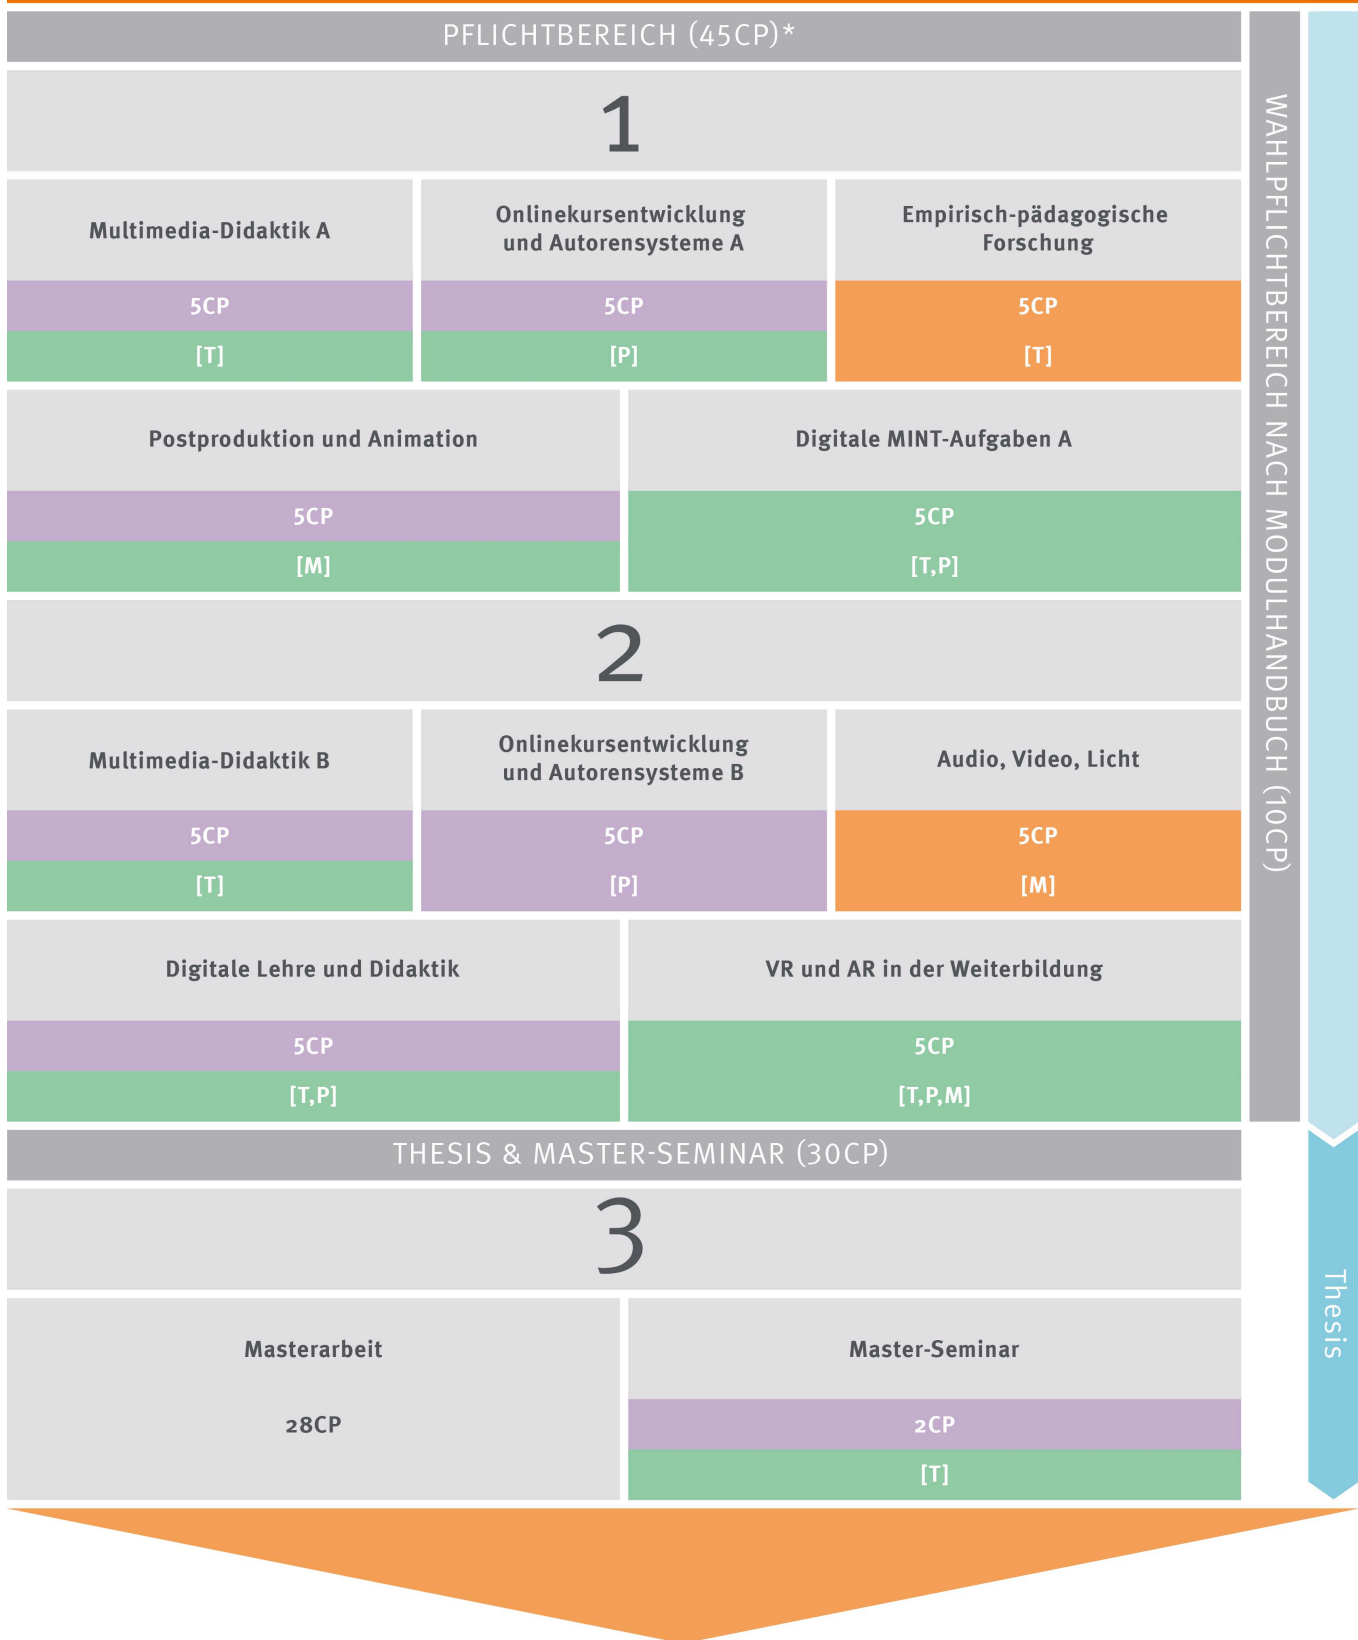 PFLICHTBEREICH (45CP)*
1
Multimedia-Didaktik A
5CP
[T]
Onlinekursentwicklung
und Autorensysteme A
5CP
[P]
Empirisch-pädagogische
Forschung
5CP
[T]
Postproduktion und Animation
5CP
[M]
Digitale MINT-Aufgaben A
5CP
[T,P]
2
Multimedia-Didaktik B
5CP
[T]
Onlinekursentwicklung
und Autorensysteme B
5CP
[P]
Audio, Video, Licht
5CP
[M]
Digitale Lehre und Didaktik
5CP
[T,P]
VR und AR in der Weiterbildung
5CP
[T,P,M]
WAHLPFLICHTBEREICH NACH MODULHANDBUCH (10CP)
THESIS & MASTER-SEMINAR (30CP)
3
Masterarbeit
28CP
Master-Seminar
2CP
[T]
Thesis